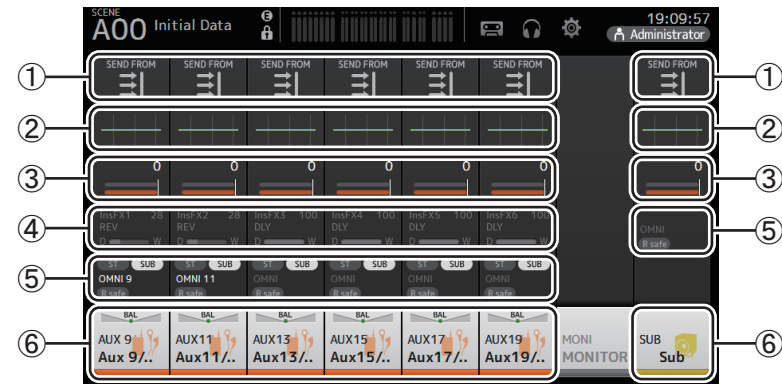 SCENE
A00 Initial Data
E
19:09:57
Administrator
① SEND FROM SEND FROM SEND FROM SEND FROM SEND FROM SEND FROM SEND FROM ①
② ②
③ 0 0 0 0 0 0 0 ③
④ InsFX1 28 InsFX2 28 InsFX3 100 InsFX4 100 InsFX5 100 InsFX6 100
REV REV DLY DLY DLY DLY
D W D W D W D W D W D W
ST SUB ST SUB ST SUB ST SUB ST SUB ST SUB
⑤ OMNI 9 OMNI 11 OMNI OMNI OMNI OMNI OMNI ⑤
R safe R safe R safe R safe R safe R safe R safe
BAL BAL BAL BAL BAL BAL
⑥ AUX 9 AUX11 AUX13 AUX15 AUX17 AUX19 MONI SUB ⑥
Aux 9/.. Aux11/.. Aux13/.. Aux15/.. Aux17/.. Aux19/.. MONITOR Sub